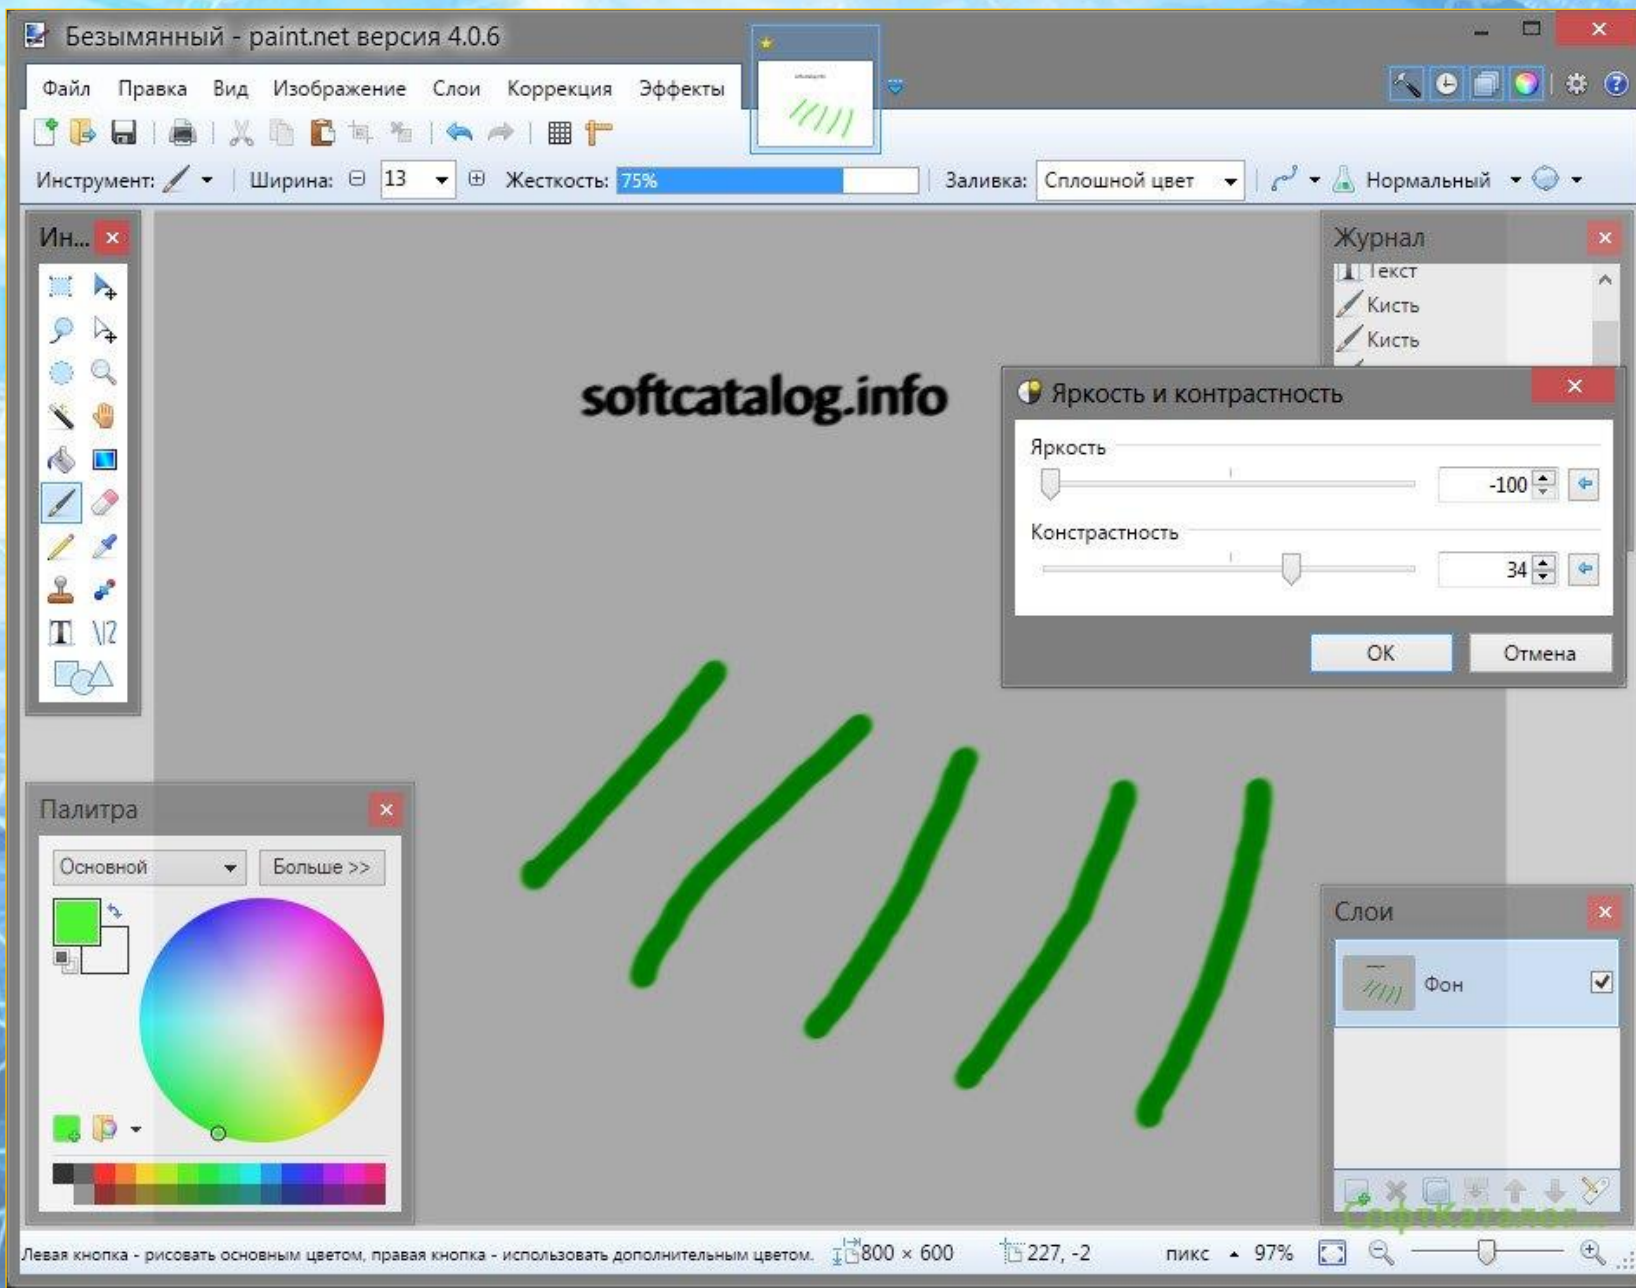 Безымянный - paint.net версия 4.0.6
Файл Правка Вид Изображение Слои Коррекция Эффекты
Инструмент: Ширина: 13 Жесткость: 75% Заливка: Сплошной цвет Нормальный
Ин...
Журнал
Текст
Кисть
Кисть
softcatalog.info
Яркость и контрастность
Яркость
-100
Констрастность
34
OK Отмена
Палитра
Основной Больше >>
Слои
Фон
СофтКаталог
Левая кнопка - рисовать основным цветом, правая кнопка - использовать дополнительным цветом. 800 × 600 227, -2 пикс 97%